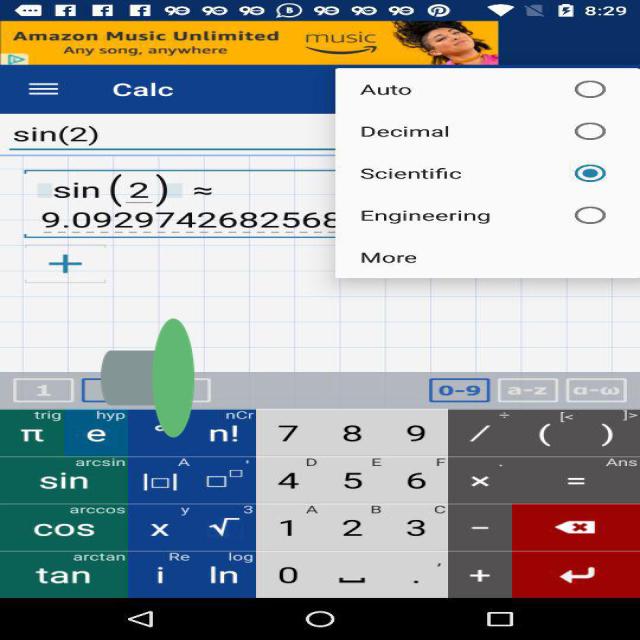 8:29
Amazon Music Unlimited
Any song, anywhere
music
Calc
Auto
Decimal
Scientific
Engineering
More
sin(2)
sin (2) ≈
9.0929742682568
+
1
0-9
a-z
α-ω
trig hyp nCr ÷ [< ]>
π e ° n! 7 8 9 / ( )
arcsin A ' D E F . Ans
sin |□| □□ 4 5 6 × =
arccos y 3 A B C
cos x √ 1 2 3 −
arctan Re log ′
tan i ln 0 . +